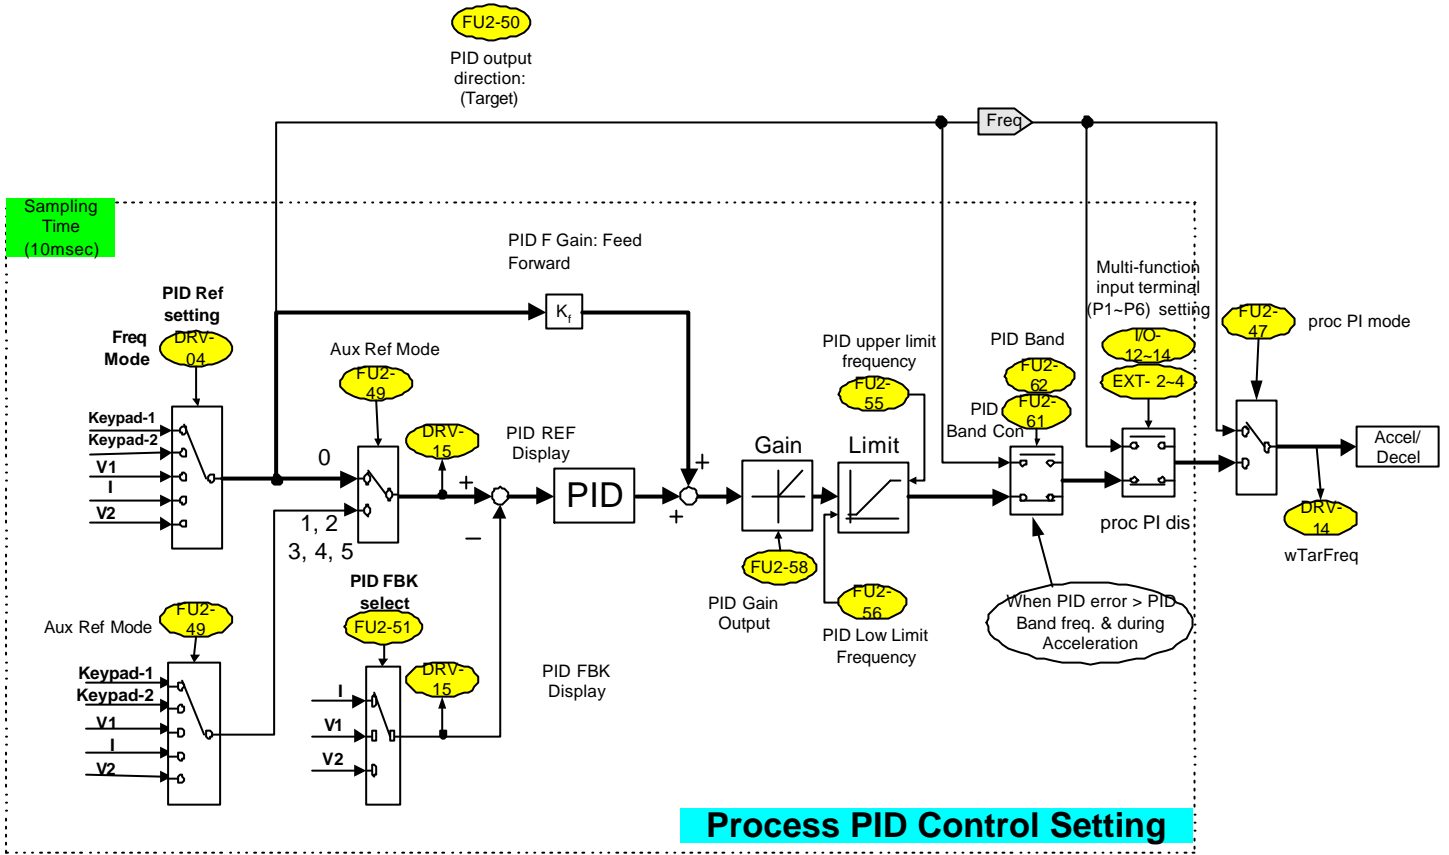 FU2-50
PID output
direction:
(Target)
Freq
Sampling
Time
(10msec)
PID F Gain: Feed
Forward
Kf
PID Ref
setting
Freq
Mode
DRV-
04
Aux Ref Mode
FU2-
49
Keypad-1
Keypad-2
V1
I
V2
0
1, 2
3, 4, 5
DRV-
15
PID REF
Display
+
−
PID
+
+
Gain
FU2-58
PID Gain
Output
PID upper limit
frequency
FU2-
55
Limit
FU2-
56
PID Low Limit
Frequency
PID Band
FU2-
62
PID
Band Con
FU2-
61
When PID error > PID
Band freq. & during
Acceleration
Multi-function
input terminal
(P1~P6) setting
I/O-
12~14
EXT- 2~4
proc PI dis
FU2-
47
proc PI mode
Accel/
Decel
DRV-
14
wTarFreq
Aux Ref Mode
FU2-
49
Keypad-1
Keypad-2
V1
I
V2
PID FBK
select
FU2-51
I
V1
V2
DRV-
15
PID FBK
Display
Process PID Control Setting